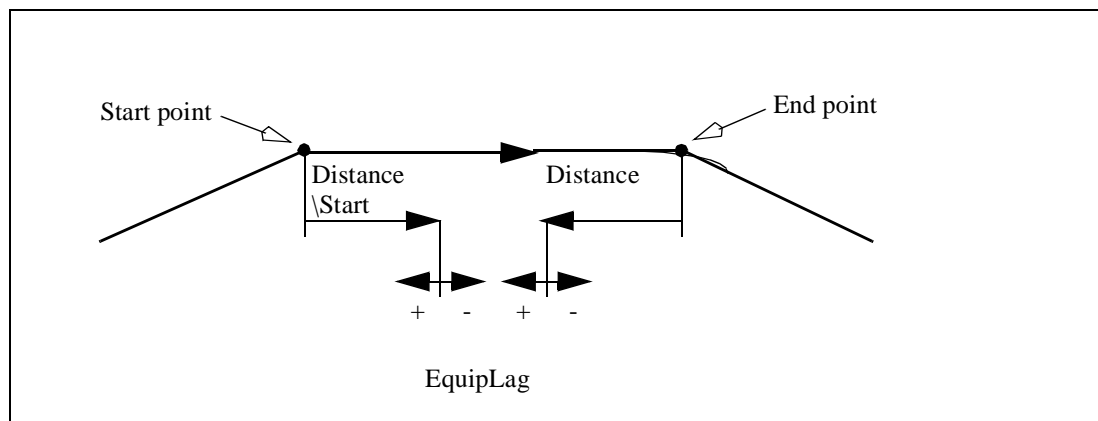 Start point
End point
Distance
\Start
Distance
+ - + -
EquipLag